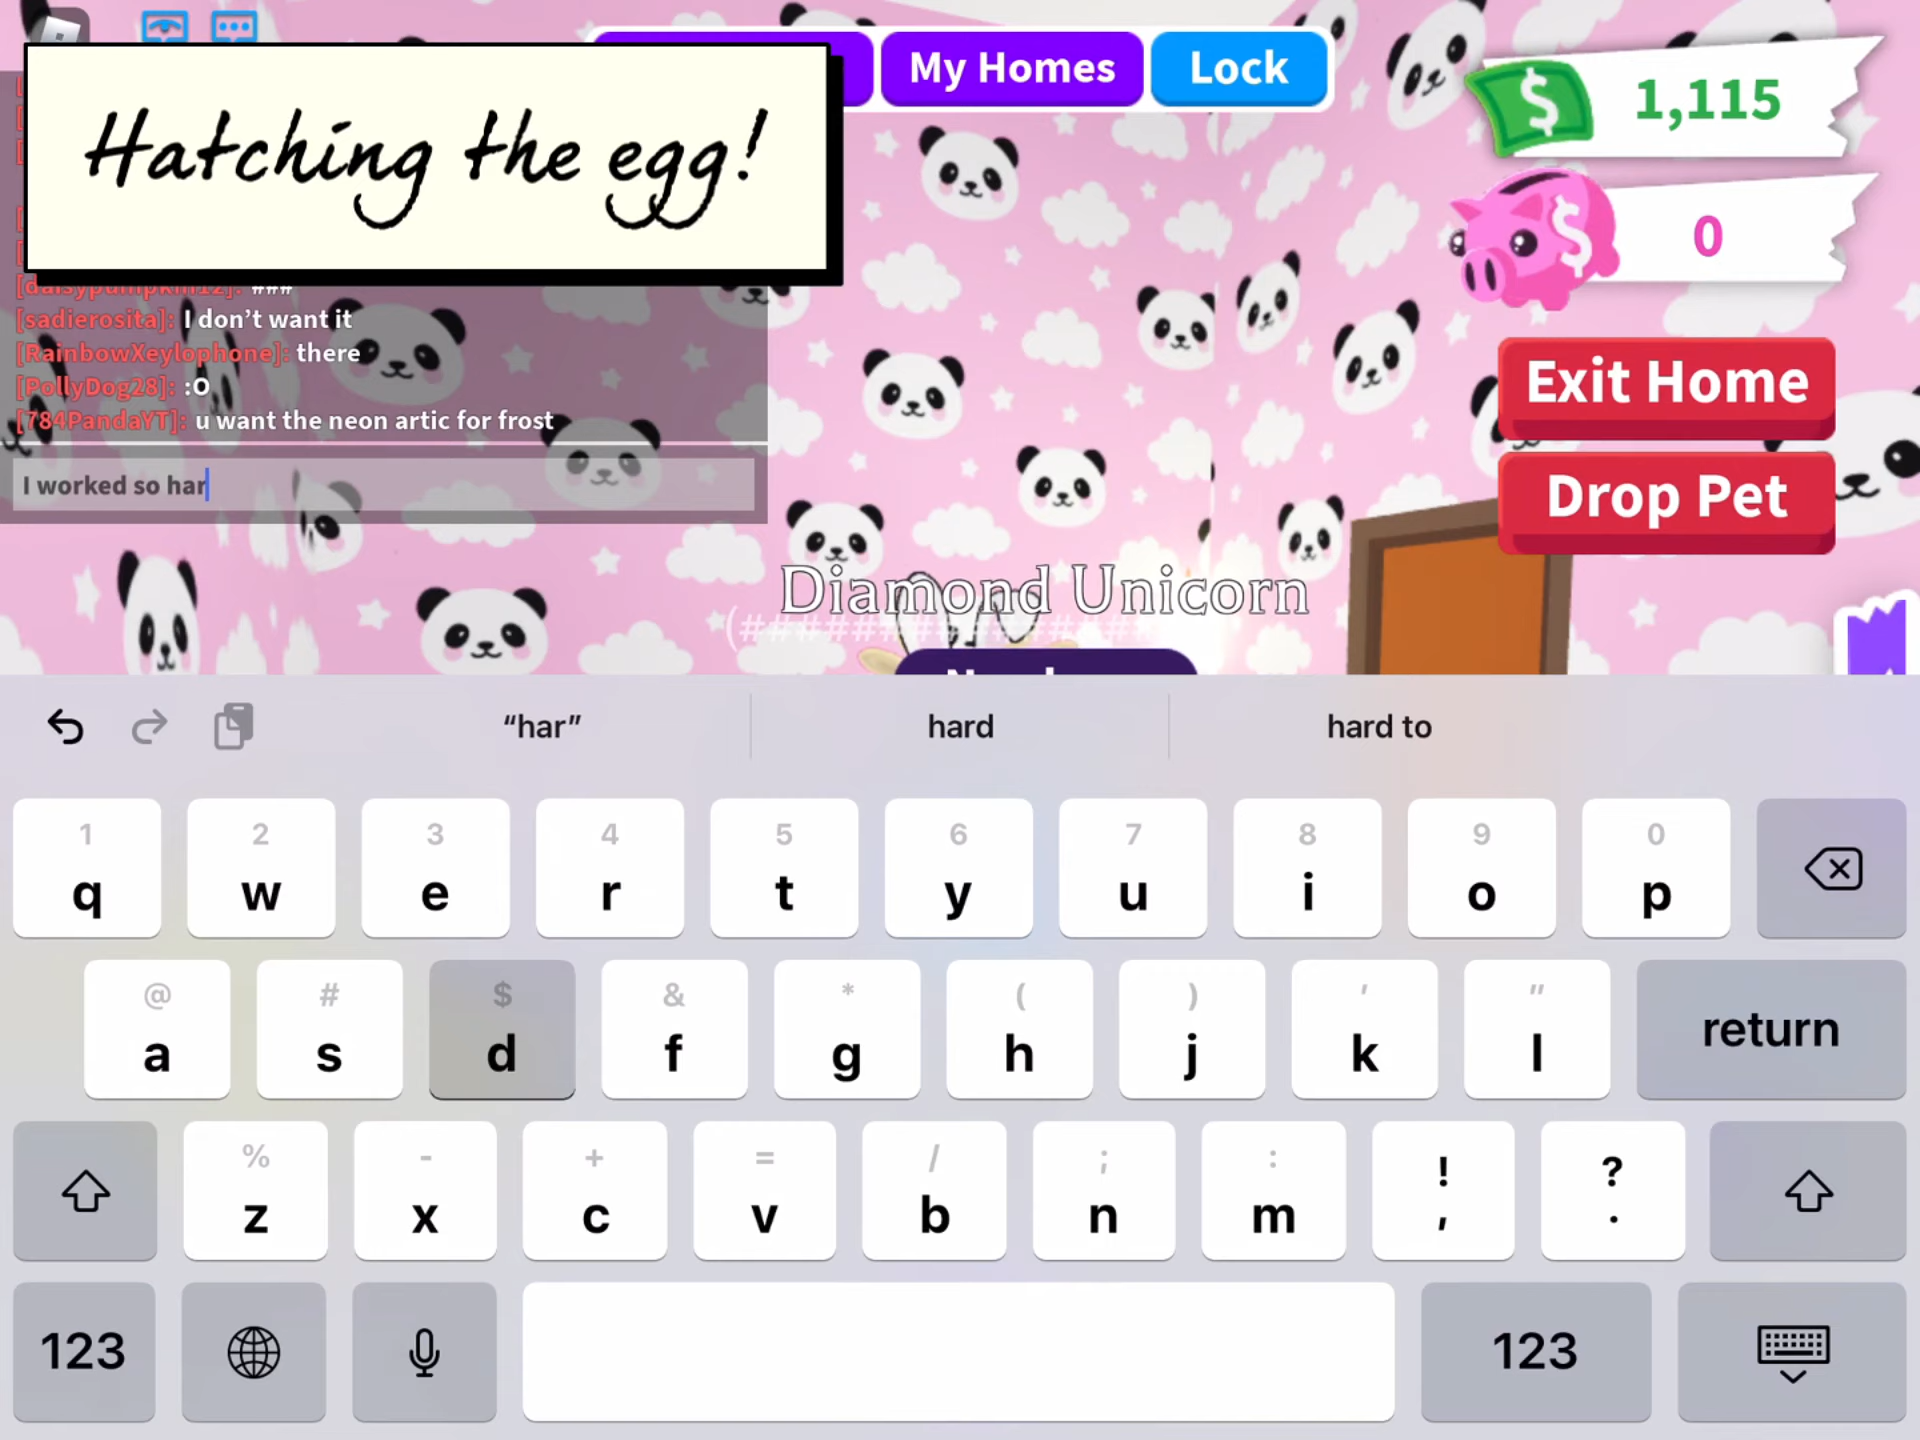 Hatching the egg!
My Homes
Lock
1,115
0
[daisypumpkin12]: ###
[sadierosita]: I don't want it
[RainbowXeylophone]: there
[PollyDog28]: :O
[784PandaYT]: u want the neon artic for frost
I worked so har
Exit Home
Drop Pet
Diamond Unicorn
(###############
“har” hard hard to
1 2 3 4 5 6 7 8 9 0
q w e r t y u i o p
@ # $ & * ( ) ' "
a s d f g h j k l return
% - + = / ; : ! ?
z x c v b n m , .
123 123